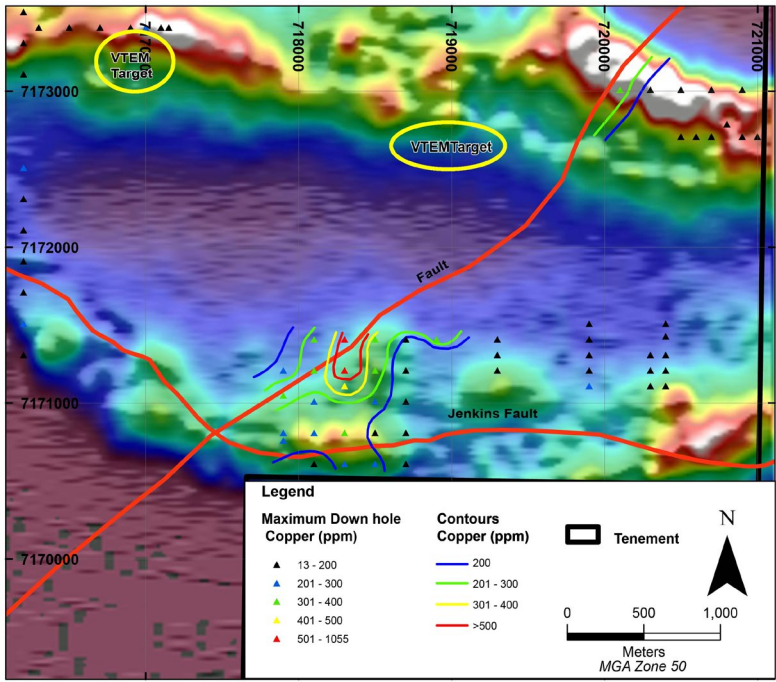 VTEM
Target
718000
719000
720000
721000
7173000
VTEMTarget
7172000
Fault
7171000
Jenkins Fault
7170000
Legend
Maximum Down hole
Copper (ppm)
13 - 200
201 - 300
301 - 400
401 - 500
501 - 1055
Contours
Copper (ppm)
200
201 - 300
301 - 400
>500
Tenement
N
0 500 1,000
Meters
MGA Zone 50